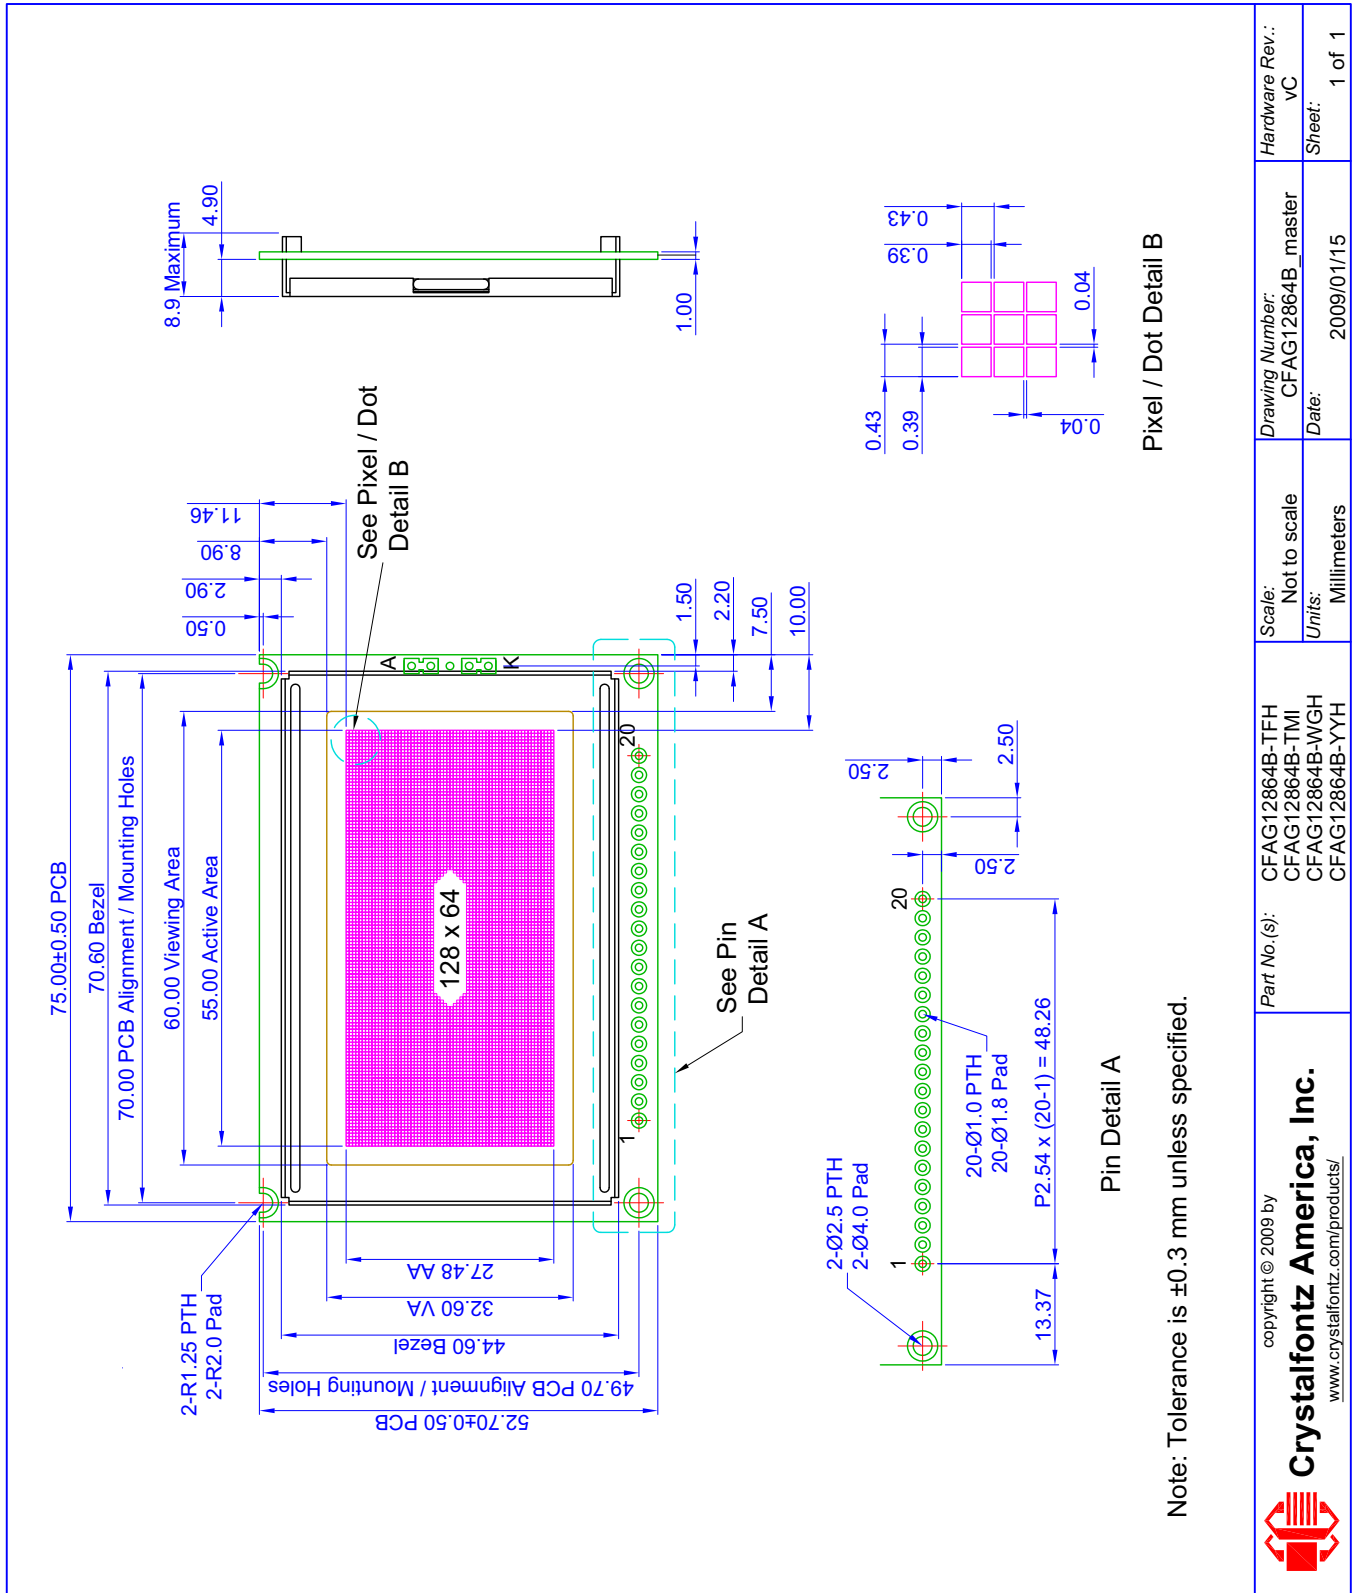 75.00±0.50 PCB
70.60 Bezel
70.00 PCB Alignment / Mounting Holes
60.00 Viewing Area
55.00 Active Area
2-R1.25 PTH
2-R2.0 Pad
52.70±0.50 PCB
49.70 PCB Alignment / Mounting Holes
44.60 Bezel
32.60 VA
27.48 AA
128 x 64
1
20
A
K
0.50
2.90
8.90
11.46
See Pixel / Dot
Detail B
1.50
2.20
7.50
10.00
See Pin
Detail A
8.9 Maximum
4.90
1.00
2-Ø2.5 PTH
2-Ø4.0 Pad
1
20
20-Ø1.0 PTH
20-Ø1.8 Pad
13.37
P2.54 x (20-1) = 48.26
2.50
2.50
2.50
Pin Detail A
0.43
0.39
0.43
0.39
0.04
0.04
Pixel / Dot Detail B
Note: Tolerance is ±0.3 mm unless specified.
copyright © 2009 by
Crystalfontz America, Inc.
www.crystalfontz.com/products/
Part No.(s):
CFAG12864B-TFH
CFAG12864B-TMI
CFAG12864B-WGH
CFAG12864B-YYH
Scale:
Not to scale
Units:
Millimeters
Drawing Number:
CFAG12864B_master
Date:
2009/01/15
Hardware Rev.:
vC
Sheet:
1 of 1